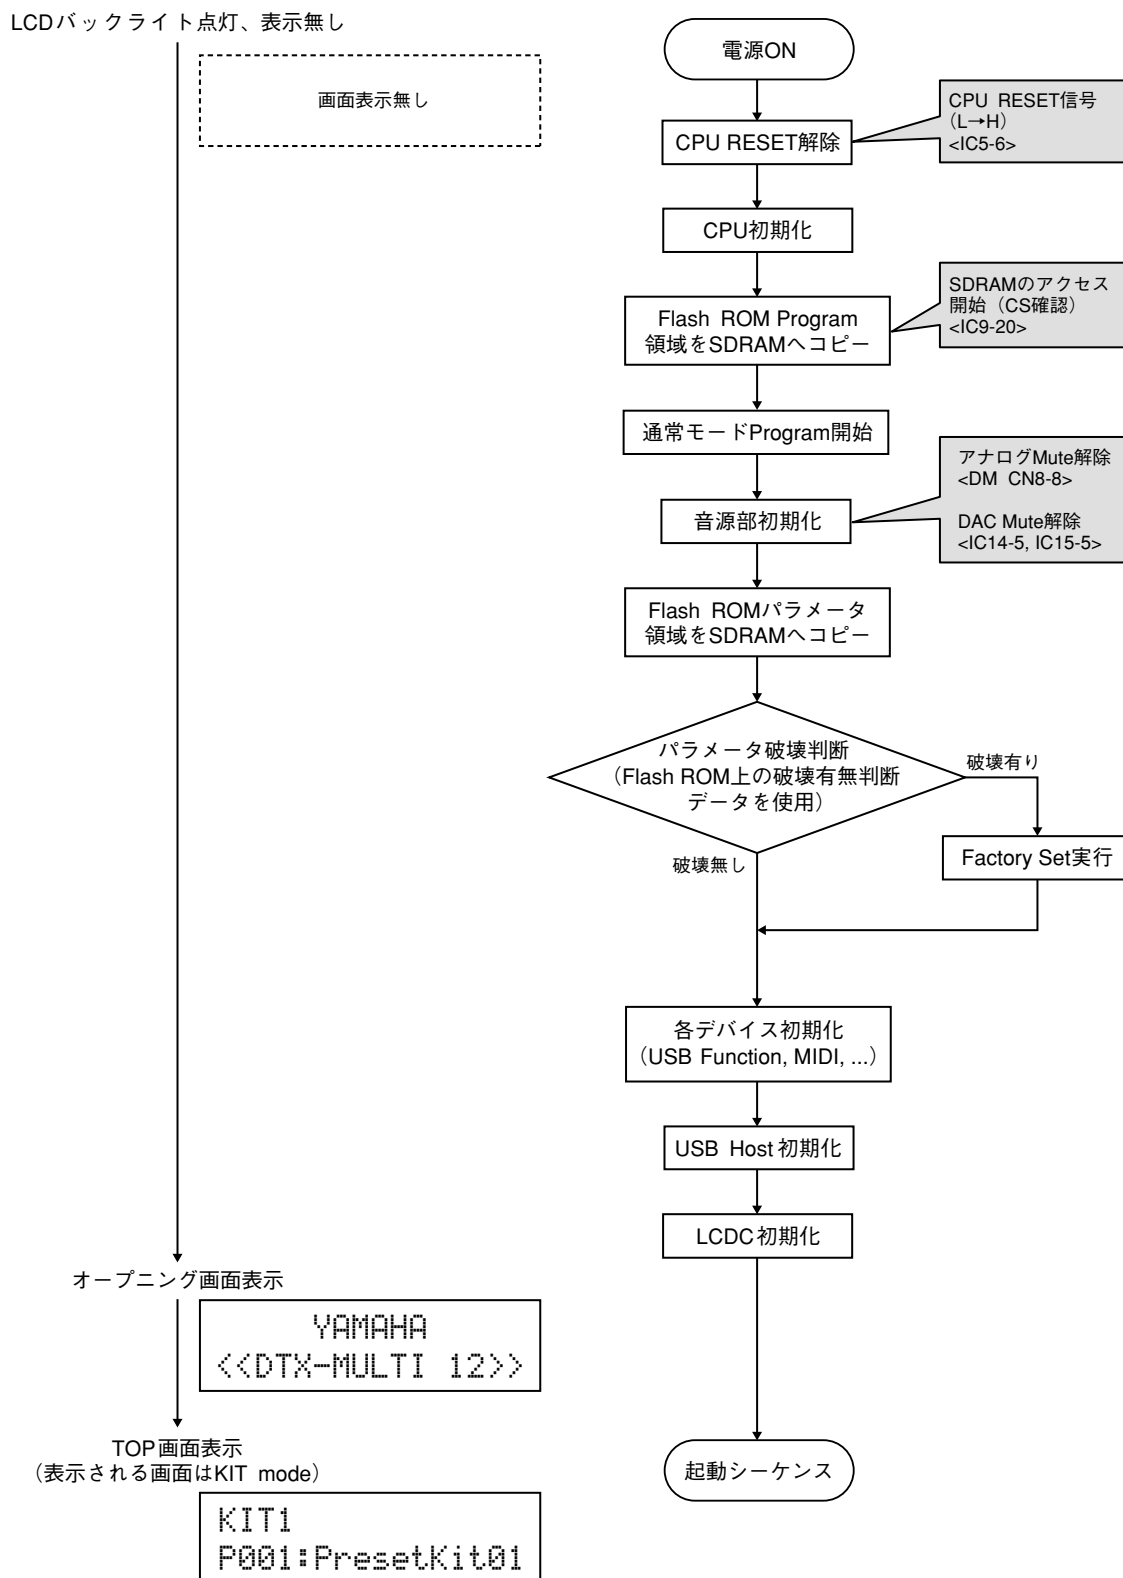 LCDバックライト点灯、表示無し
画面表示無し
オープニング画面表示
YAMAHA
<<DTX-MULTI 12>>
TOP画面表示
（表示される画面はKIT mode）
KIT1
P001:PresetKit01
電源ON
CPU RESET解除
CPU RESET信号
（L→H）
<IC5-6>
CPU初期化
Flash ROM Program
領域をSDRAMへコピー
SDRAMのアクセス
開始（CS確認）
<IC9-20>
通常モードProgram開始
音源部初期化
アナログMute解除
<DM CN8-8>
DAC Mute解除
<IC14-5, IC15-5>
Flash ROMパラメータ
領域をSDRAMへコピー
パラメータ破壊判断
（Flash ROM上の破壊有無判断
データを使用）
破壊有り
破壊無し
Factory Set実行
各デバイス初期化
（USB Function, MIDI, ...）
USB Host 初期化
LCDC初期化
起動シーケンス